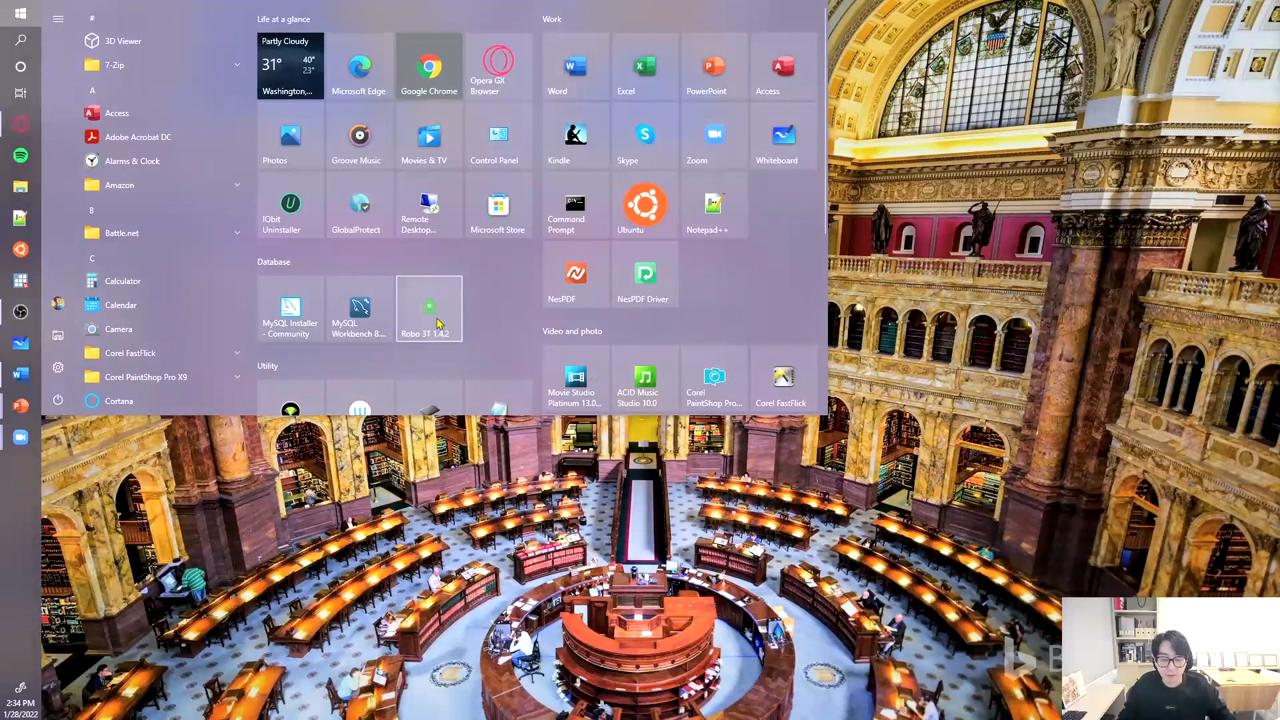 #
3D Viewer
7-Zip
A
Access
Adobe Acrobat DC
Alarms & Clock
Amazon
B
Battle.net
C
Calculator
Calendar
Camera
Corel FastFlick
Corel PaintShop Pro X9
Cortana
Life at a glance
Partly Cloudy
31°
40°
23°
Washington,...
Microsoft Edge
Google Chrome
Opera GX
Browser
Photos
Groove Music
Movies & TV
Control Panel
IObit
Uninstaller
GlobalProtect
Remote
Desktop...
Microsoft Store
Database
MySQL Installer
- Community
MySQL
Workbench 8....
Robo 3T 1.4.2
Utility
Work
Word
Excel
PowerPoint
Access
Kindle
Skype
Zoom
Whiteboard
Command
Prompt
Ubuntu
Notepad++
NesPDF
NesPDF Driver
Video and photo
Movie Studio
Platinum 13.0...
ACID Music
Studio 10.0
Corel
PaintShop Pro...
Corel FastFlick
2:34 PM
1/28/2022